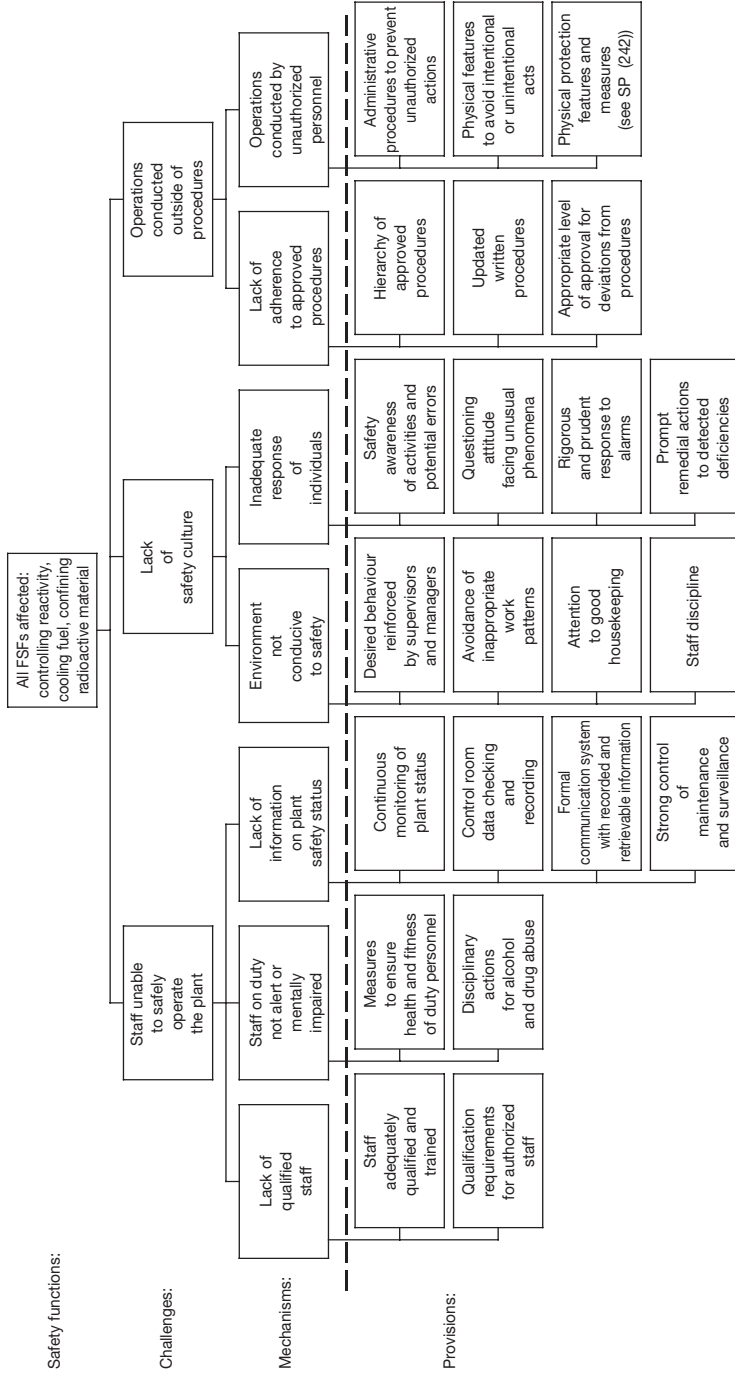 Safety functions:
All FSFs affected:
controlling reactivity,
cooling fuel, confining
radioactive material
Challenges:
Staff unable
to safely
operate
the plant
Lack
of
safety culture
Operations
conducted
outside of
procedures
Mechanisms:
Lack of
qualified
staff
Staff on duty
not alert or
mentally
impaired
Lack of
information
on plant
safety status
Environment
not
conducive
to safety
Inadequate
response
of
individuals
Lack of
adherence
to approved
procedures
Operations
conducted by
unauthorized
personnel
Provisions:
Staff
adequately
qualified and
trained
Qualification
requirements
for authorized
staff
Measures
to ensure
health and fitness
of duty personnel
Disciplinary
actions
for alcohol
and drug abuse
Continuous
monitoring of
plant status
Control room
data checking
and
recording
Formal
communication system
with recorded and
retrievable information
Strong control
of
maintenance
and surveillance
Desired behaviour
reinforced
by supervisors
and managers
Avoidance of
inappropriate
work
patterns
Attention
to good
housekeeping
Staff discipline
Safety
awareness
of activities and
potential errors
Questioning
attitude
facing unusual
phenomena
Rigorous
and prudent
response to
alarms
Prompt
remedial actions
to detected
deficiencies
Hierarchy of
approved
procedures
Updated
written
procedures
Appropriate level
of approval for
deviations from
procedures
Administrative
procedures to prevent
unauthorized
actions
Physical features
to avoid intentional
or unintentional
acts
Physical protection
features and
measures
(see SP (242))